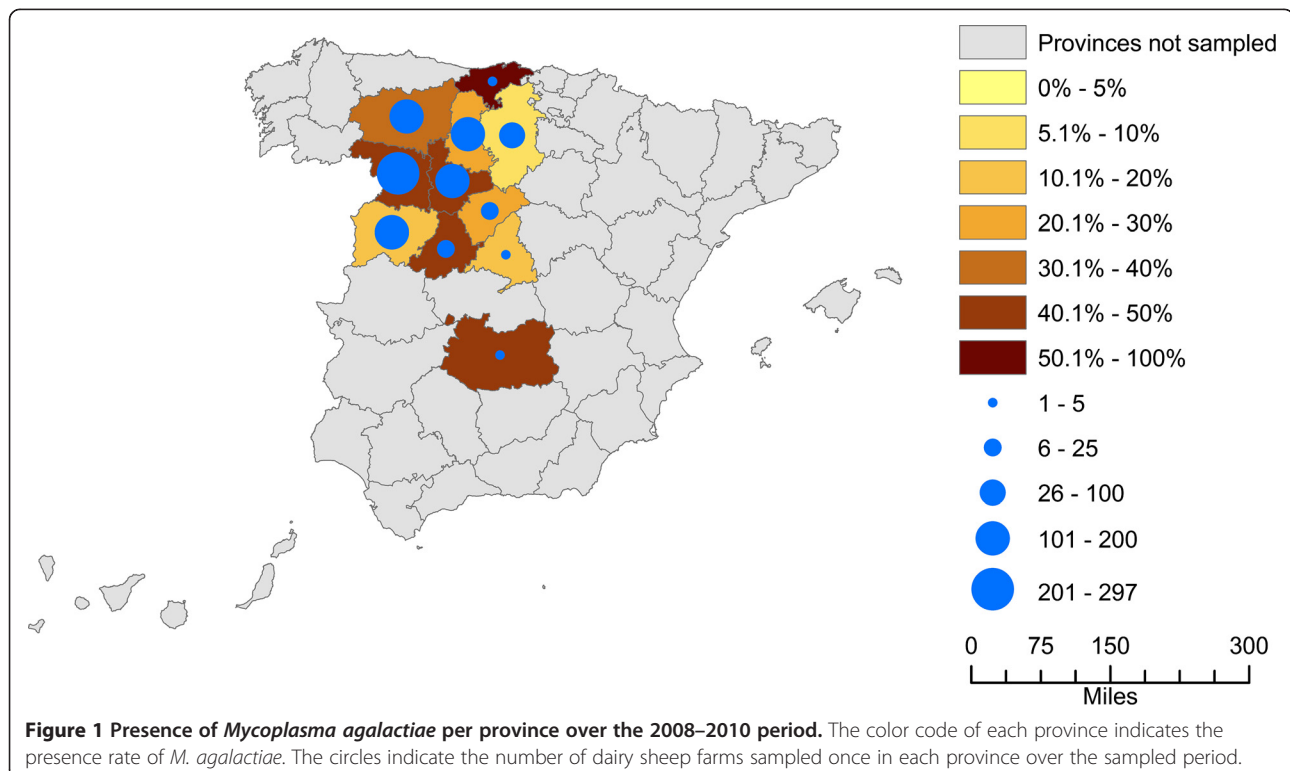 Provinces not sampled
0% - 5%
5.1% - 10%
10.1% - 20%
20.1% - 30%
30.1% - 40%
40.1% - 50%
50.1% - 100%
1 - 5
6 - 25
26 - 100
101 - 200
201 - 297
0 75 150 300
Miles
Figure 1 Presence of Mycoplasma agalactiae per province over the 2008–2010 period. The color code of each province indicates the
presence rate of M. agalactiae. The circles indicate the number of dairy sheep farms sampled once in each province over the sampled period.